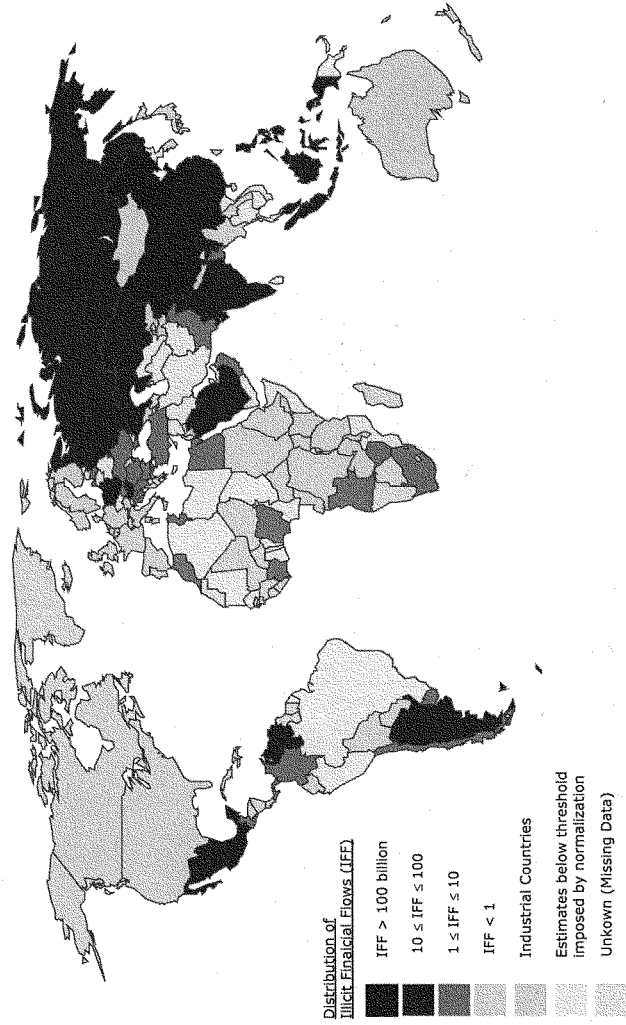 Distribution of
Illicit Finalcial Flows (IFF)
IFF > 100 billion
10 ≤ IFF ≤ 100
1 ≤ IFF ≤ 10
IFF < 1
Industrial Countries
Estimates below threshold
imposed by normalization
Unkown (Missing Data)